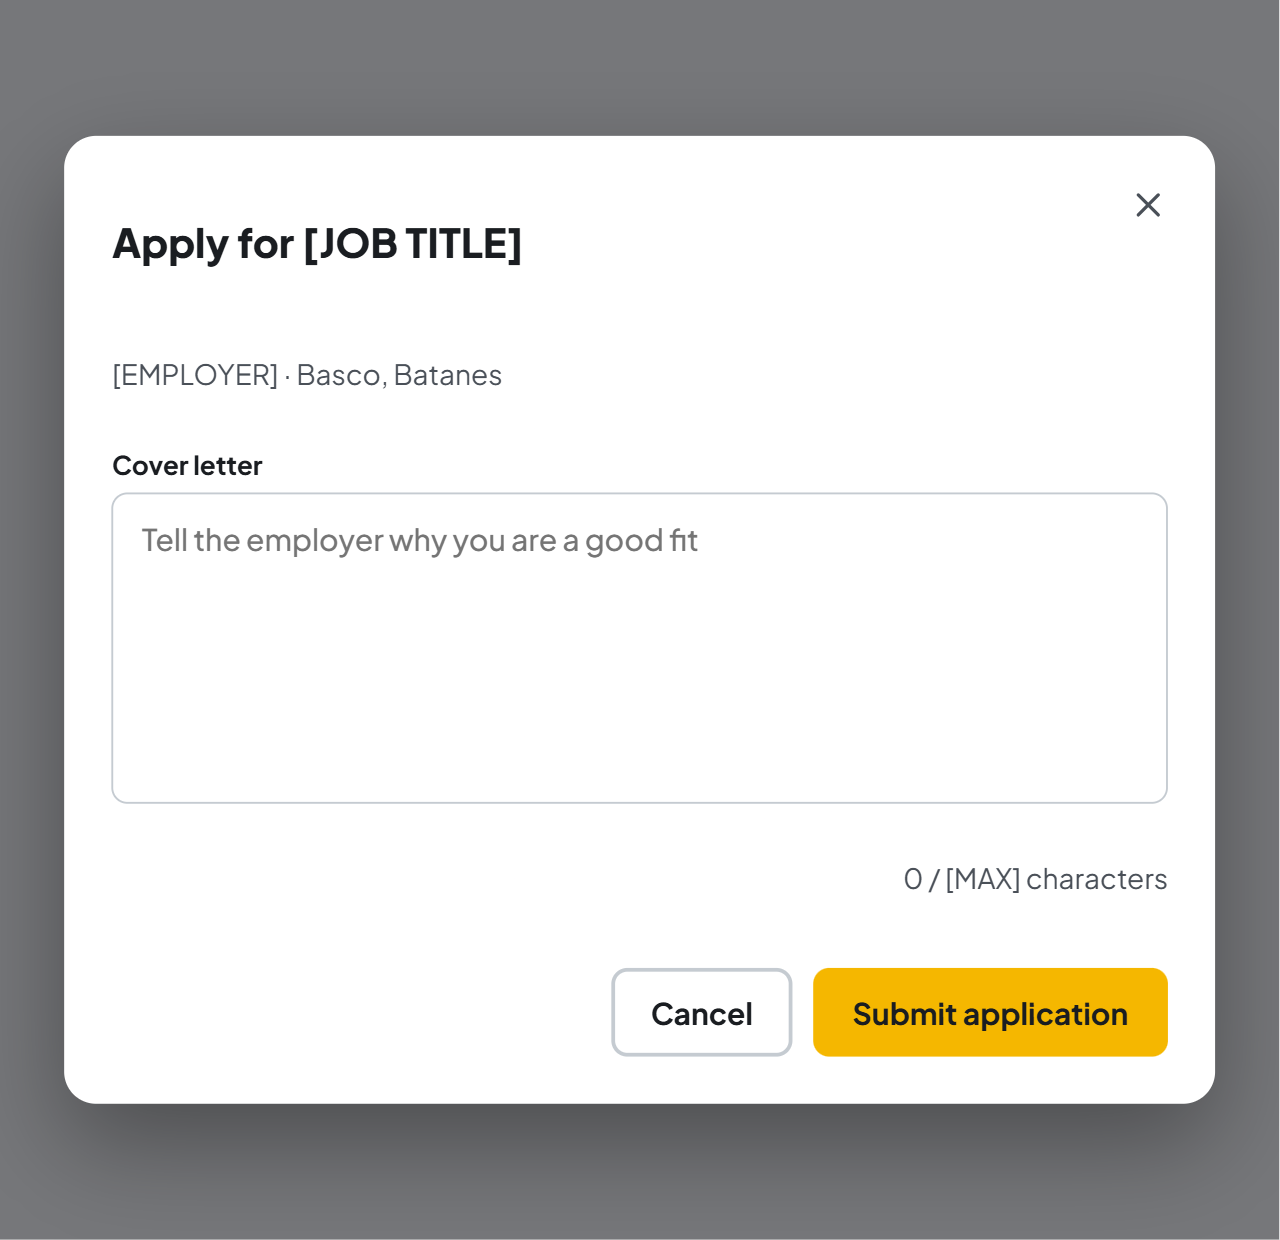 Apply for [JOB TITLE]
[EMPLOYER] · Basco, Batanes
Cover letter
Tell the employer why you are a good fit
0 / [MAX] characters
Cancel
Submit application